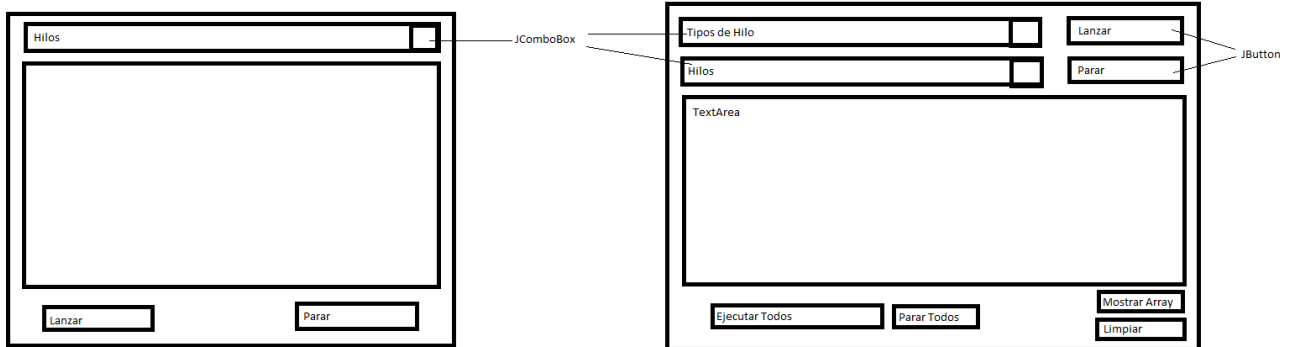 Hilos
Lanzar
Parar
JComboBox
Tipos de Hilo
Hilos
Lanzar
Parar
JButton
TextArea
Ejecutar Todos
Parar Todos
Mostrar Array
Limpiar